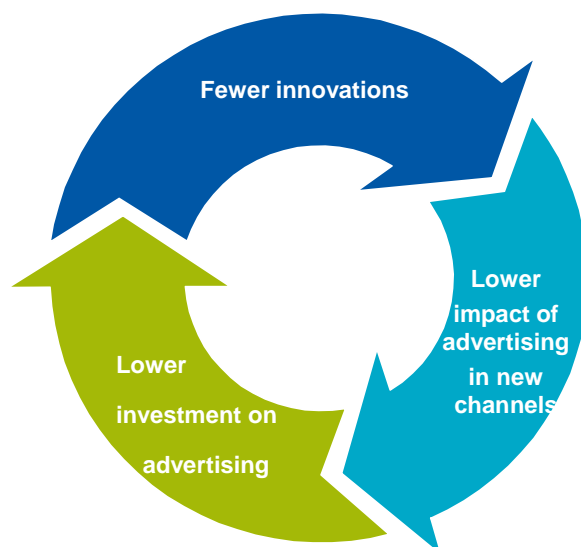 Fewer innovations
Lower
impact of
advertising
in new
channels
Lower
investment on
advertising